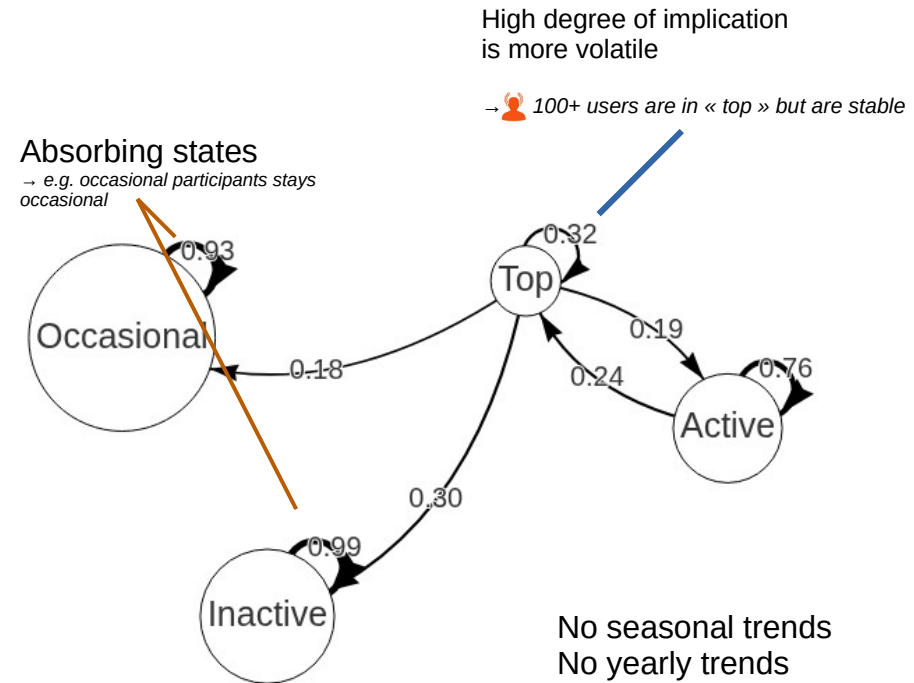 High degree of implication
is more volatile
→ 100+ users are in « top » but are stable
Absorbing states
→ e.g. occasional participants stays
occasional
0.93
0.32
Top
Occasional
0.19
0.18
0.24
0.76
Active
0.30
0.99
Inactive
No seasonal trends
No yearly trends